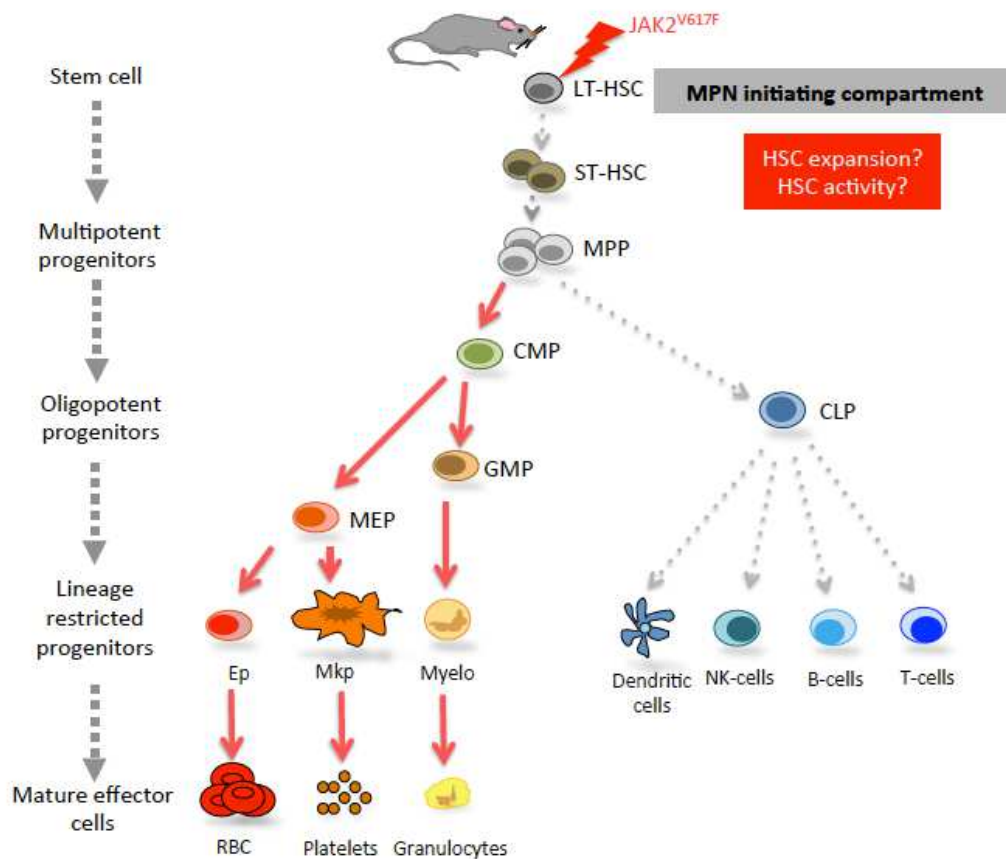 JAK2V617F
Stem cell
LT-HSC
MPN initiating compartment
HSC expansion?
HSC activity?
ST-HSC
Multipotent
progenitors
MPP
CMP
Oligopotent
progenitors
CLP
GMP
MEP
Lineage
restricted
progenitors
Ep
Mkp
Myelo
Dendritic
cells
NK-cells
B-cells
T-cells
Mature effector
cells
RBC
Platelets
Granulocytes